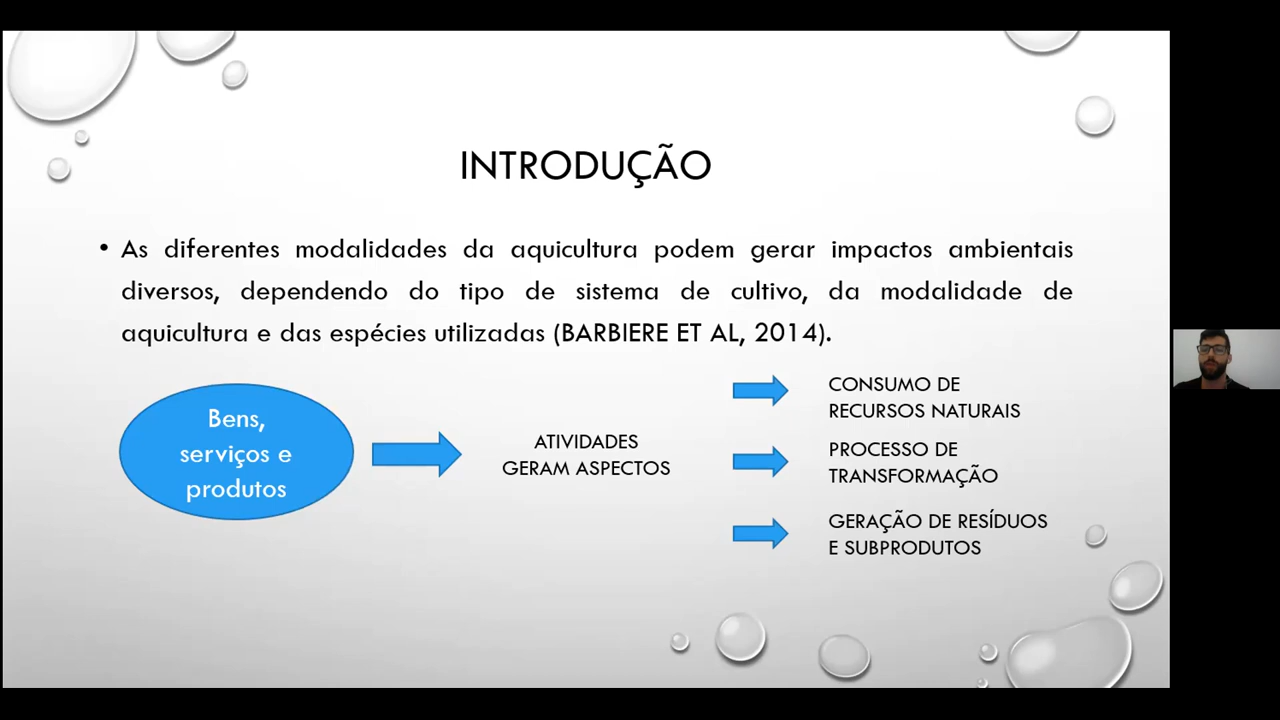 INTRODUÇÃO
• As diferentes modalidades da aquicultura podem gerar impactos ambientais
diversos, dependendo do tipo de sistema de cultivo, da modalidade de
aquicultura e das espécies utilizadas (BARBIERE ET AL, 2014).
Bens,
serviços e
produtos
ATIVIDADES
GERAM ASPECTOS
CONSUMO DE
RECURSOS NATURAIS
PROCESSO DE
TRANSFORMAÇÃO
GERAÇÃO DE RESÍDUOS
E SUBPRODUTOS